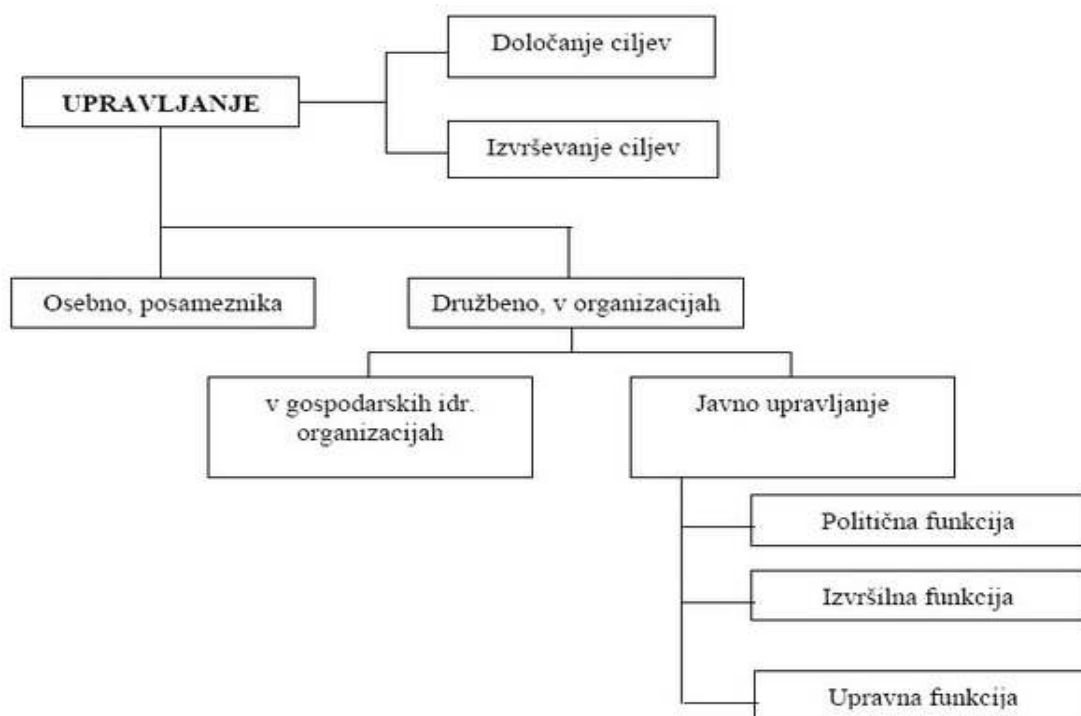 Določanje ciljev
UPRAVLJANJE
Izvrševanje ciljev
Osebno, posameznika
Družbeno, v organizacijah
v gospodarskih idr.
organizacijah
Javno upravljanje
Politična funkcija
Izvršilna funkcija
Upravna funkcija